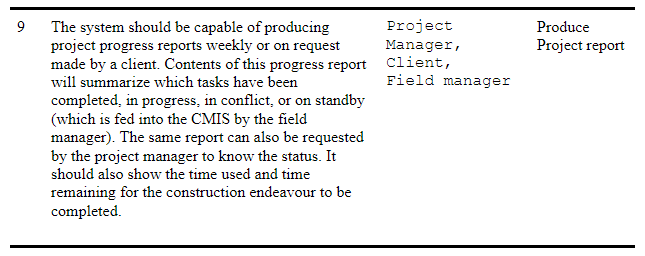 9 The system should be capable of producing Project Produce
project progress reports weekly or on request Manager, Project report
made by a client. Contents of this progress report Client,
will summarize which tasks have been Field manager
completed, in progress, in conflict, or on standby
(which is fed into the CMIS by the field
manager). The same report can also be requested
by the project manager to know the status. It
should also show the time used and time
remaining for the construction endeavour to be
completed.